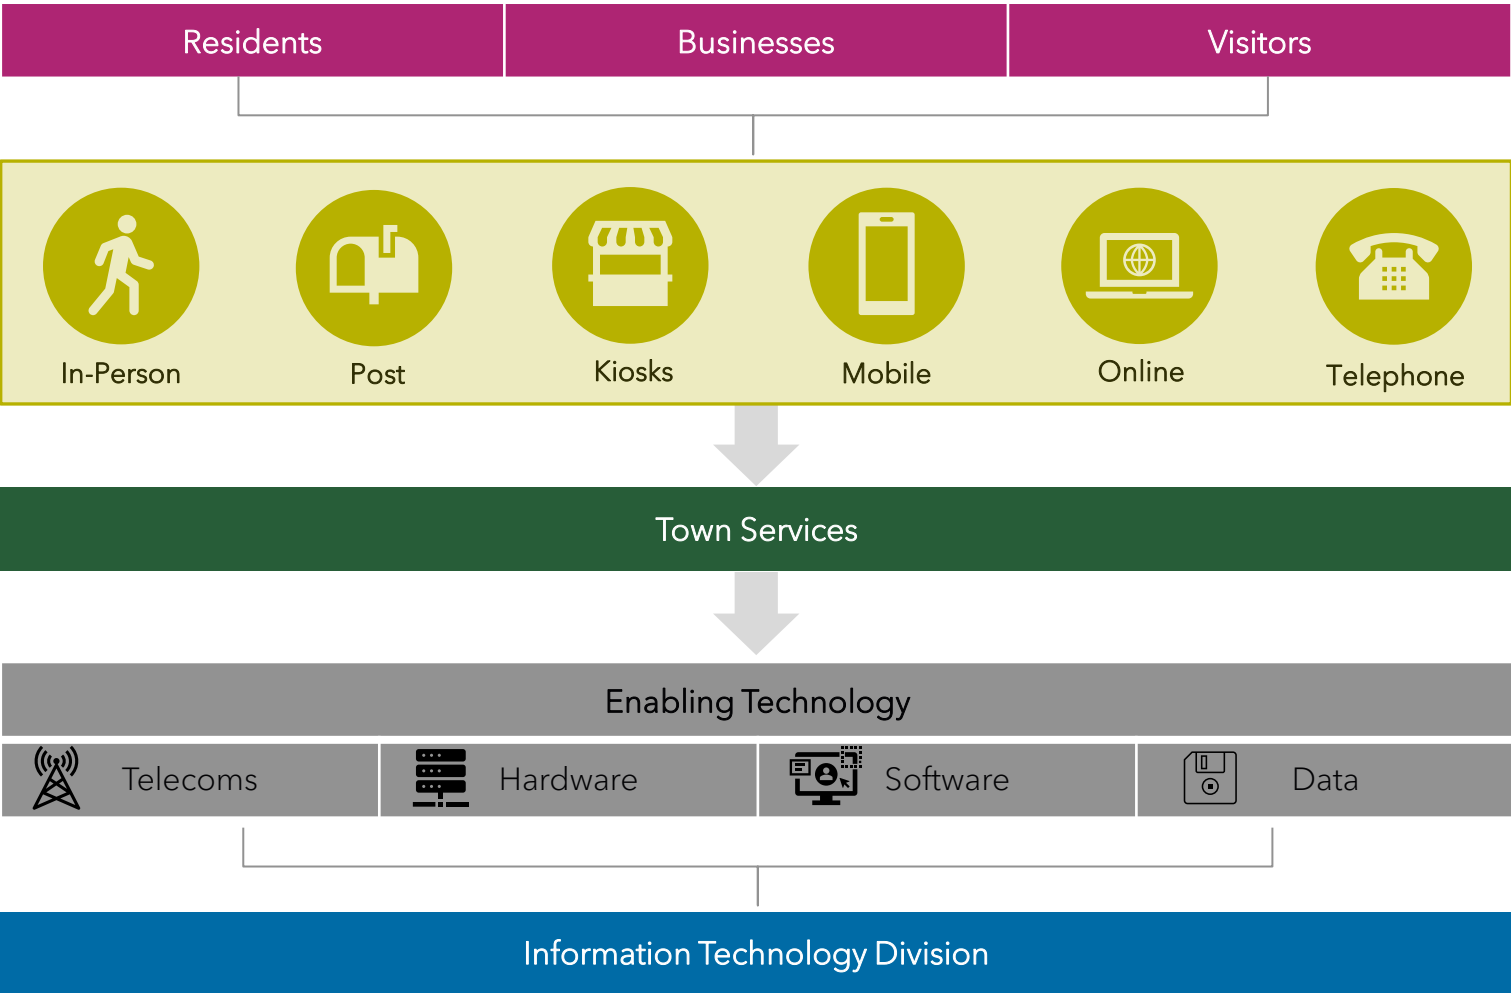 Residents
Businesses
Visitors
In-Person
Post
Kiosks
Mobile
Online
Telephone
Town Services
Enabling Technology
Telecoms
Hardware
Software
Data
Information Technology Division